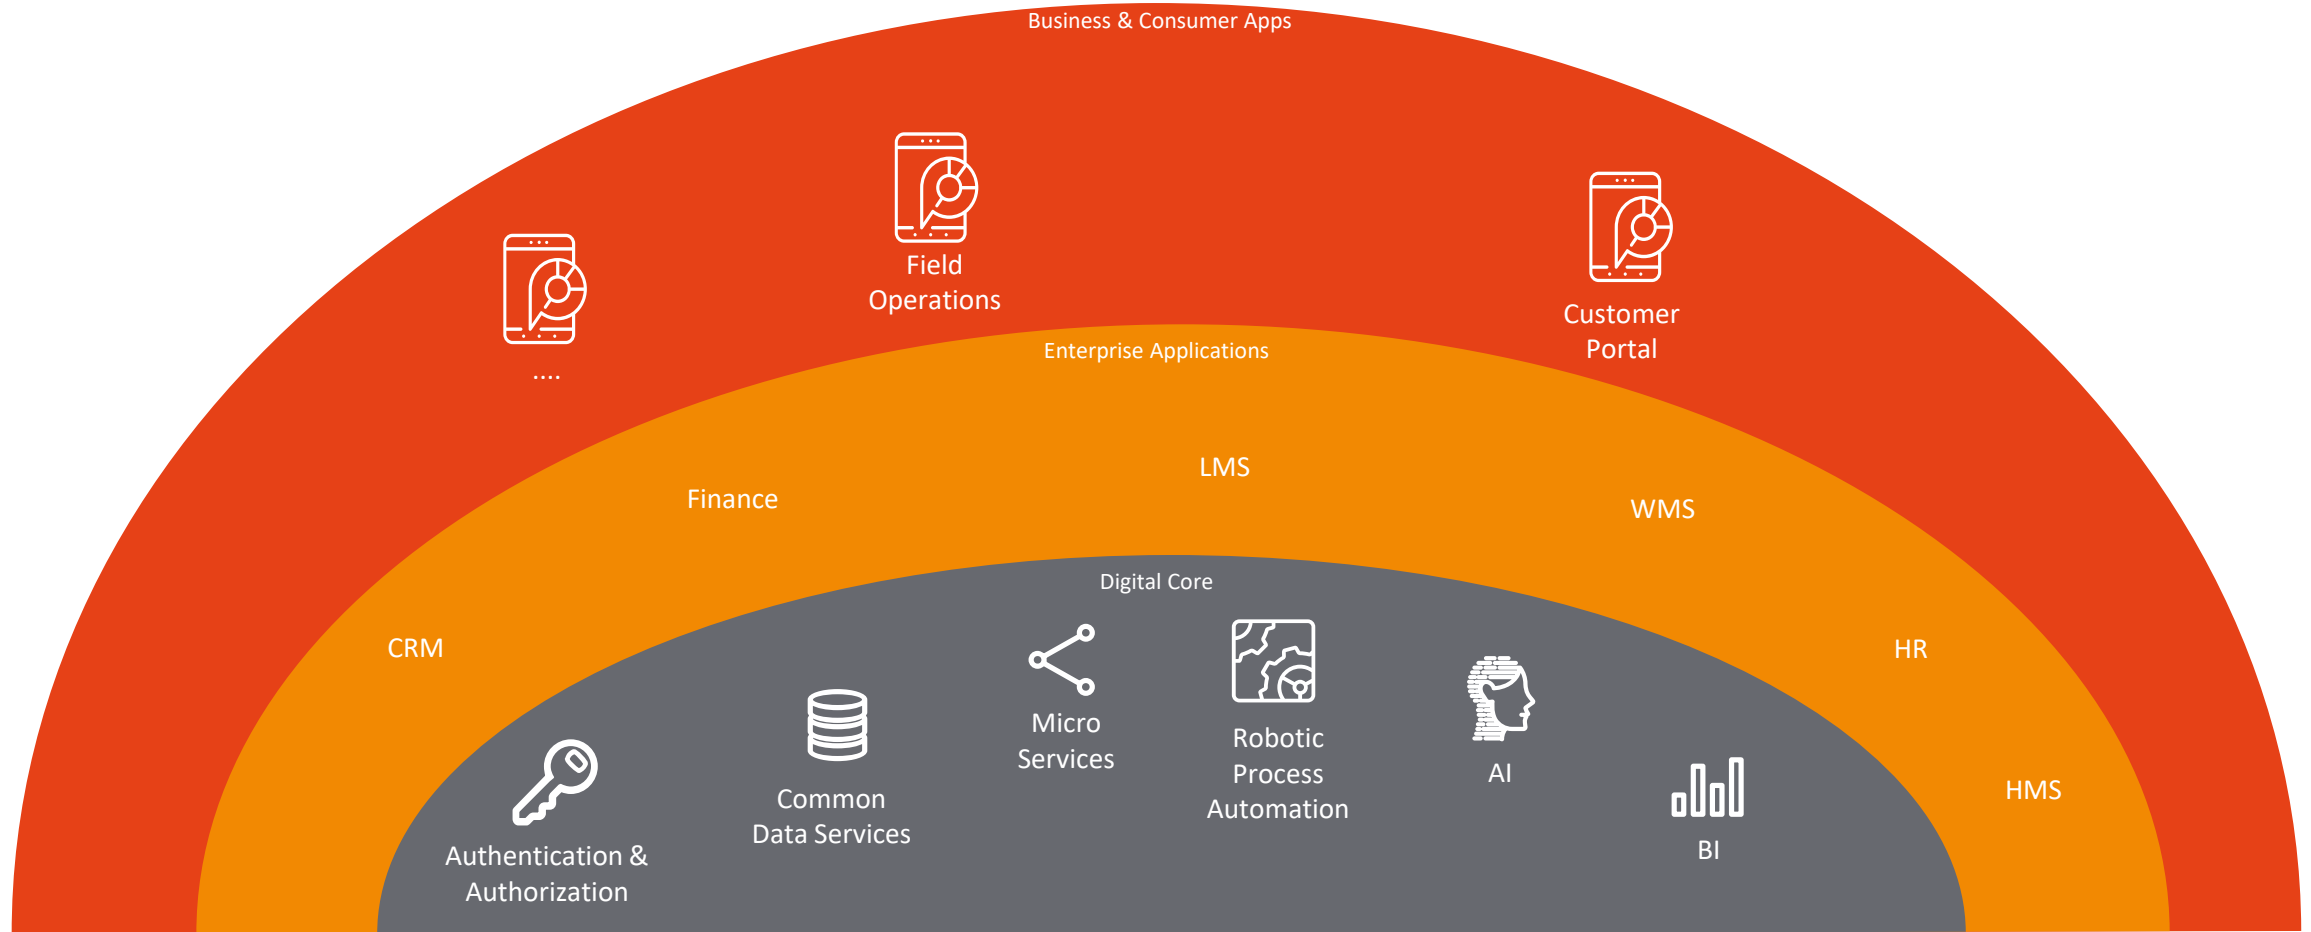 Business & Consumer Apps
Field
Operations
Customer
Portal
....
Enterprise Applications
LMS
Finance
WMS
CRM
HR
HMS
Digital Core
Micro
Services
Robotic
Process
Automation
AI
Common
Data Services
BI
Authentication &
Authorization